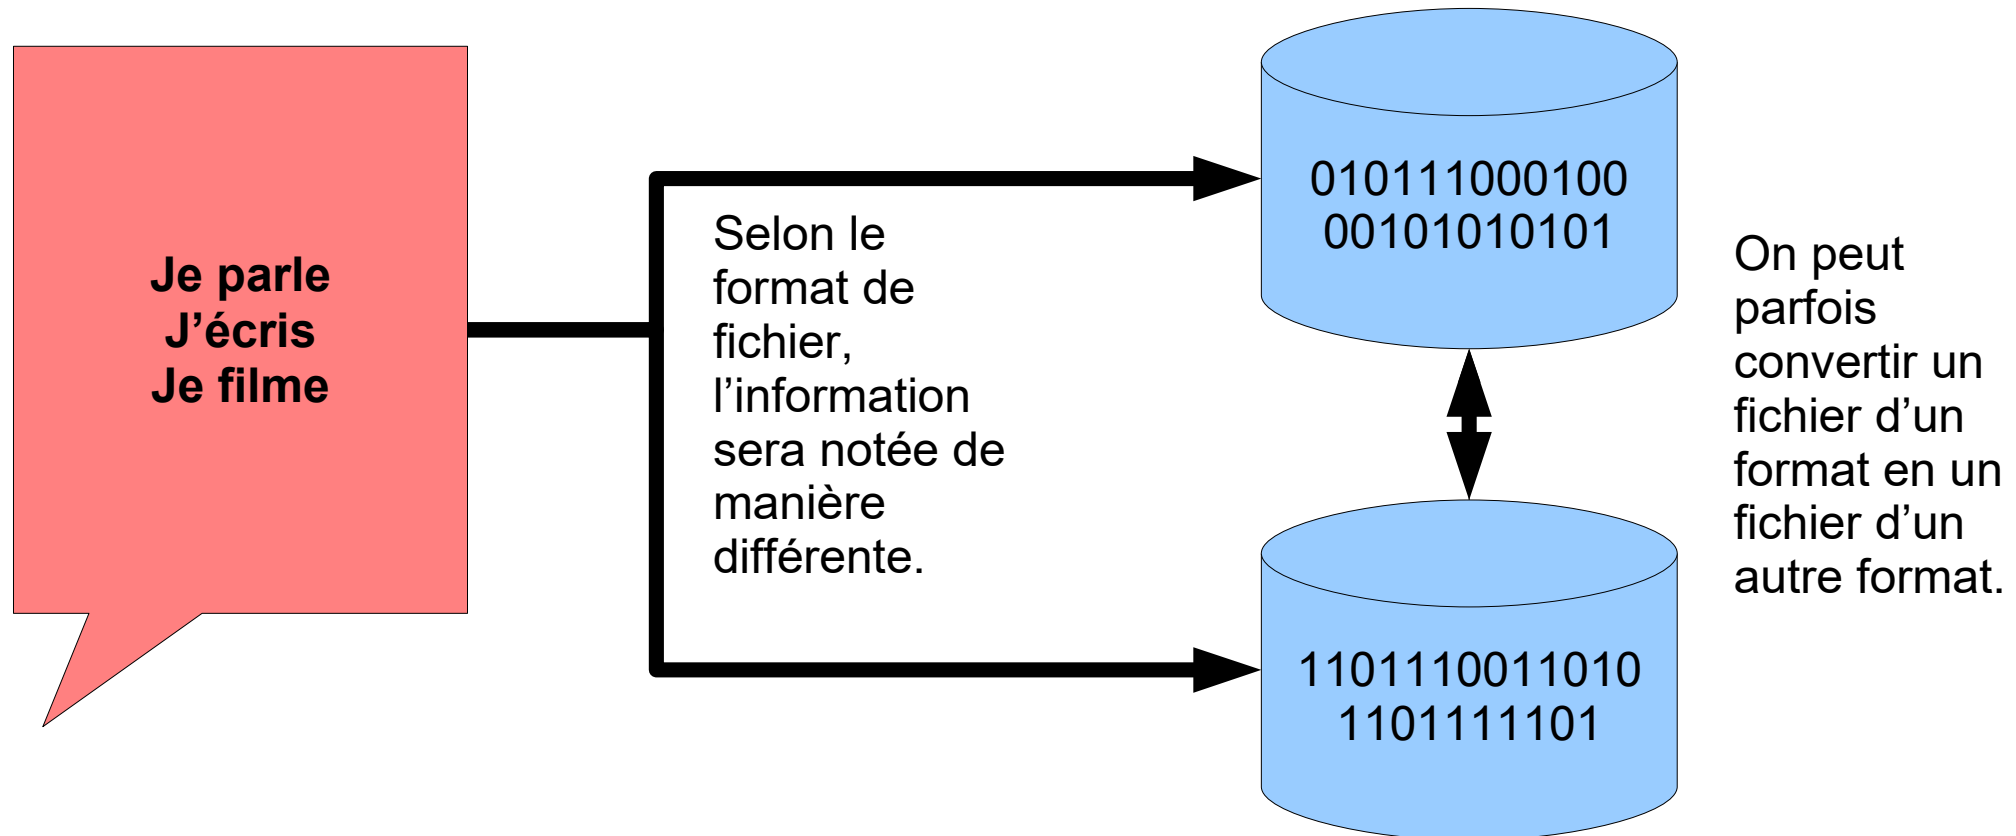 Je parle
J’écris
Je filme
Selon le
format de
fichier,
l’information
sera notée de
manière
différente.
010111000100
00101010101
1101110011010
1101111101
On peut
parfois
convertir un
fichier d’un
format en un
fichier d’un
autre format.